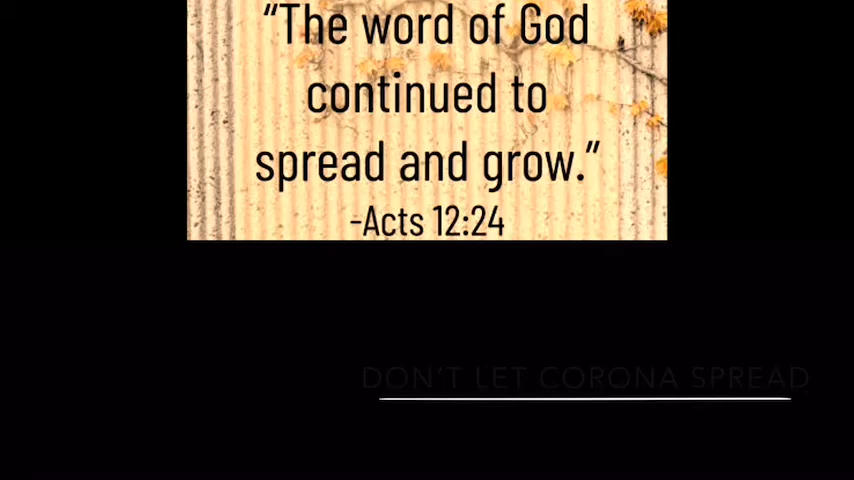 “The word of God
continued to
spread and grow.”
-Acts 12:24
DON'T LET CORONA SPREAD